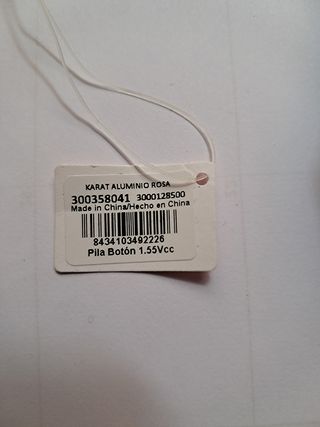 KARAT ALUMINIO ROSA
300358041 3000128500
Made in China/Hecho en China
8434103492226
Pila Botón 1.55Vcc